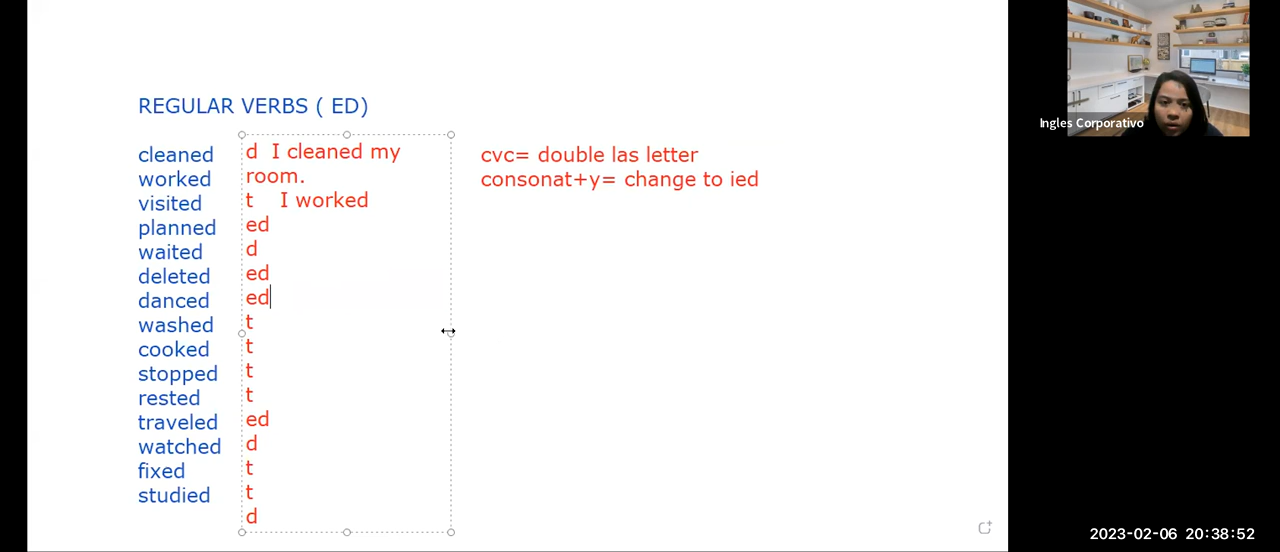 REGULAR VERBS ( ED)
cleaned
worked
visited
planned
waited
deleted
danced
washed
cooked
stopped
rested
traveled
watched
fixed
studied
d I cleaned my
room.
t I worked
ed
d
ed
ed
t
t
t
t
ed
d
t
t
d
cvc= double las letter
consonat+y= change to ied
Ingles Corporativo
2023-02-06 20:38:52